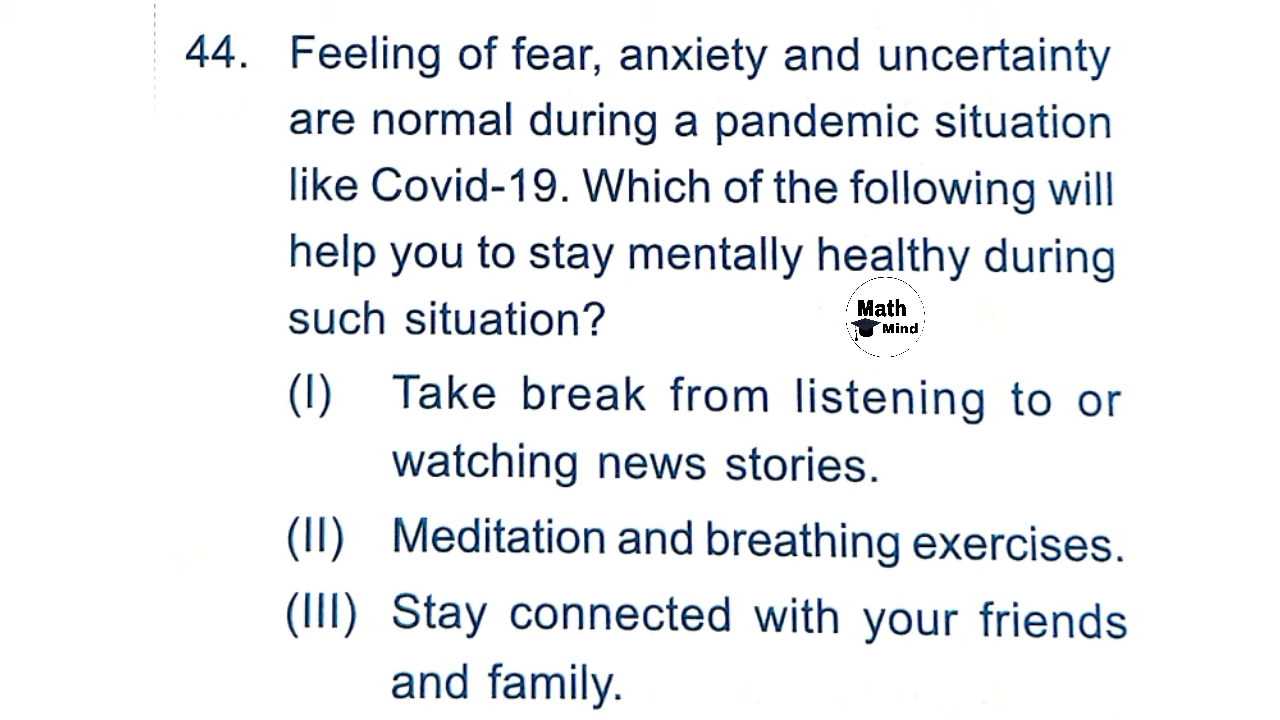 44. Feeling of fear, anxiety and uncertainty
are normal during a pandemic situation
like Covid-19. Which of the following will
help you to stay mentally healthy during
such situation?
Math
Mind
(I) Take break from listening to or
watching news stories.
(II) Meditation and breathing exercises.
(III) Stay connected with your friends
and family.